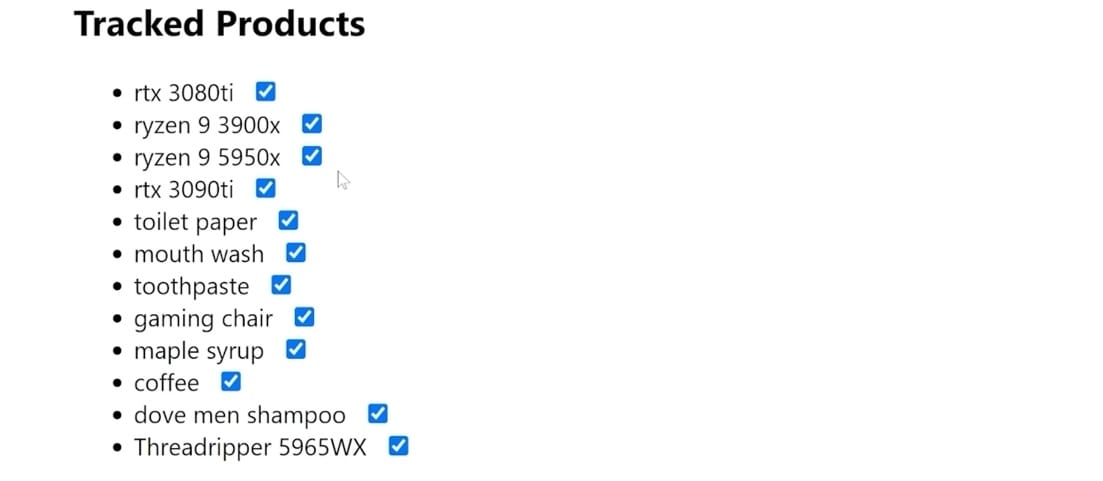 Tracked Products
rtx 3080ti
ryzen 9 3900x
ryzen 9 5950x
rtx 3090ti
toilet paper
mouth wash
toothpaste
gaming chair
maple syrup
coffee
dove men shampoo
Threadripper 5965WX